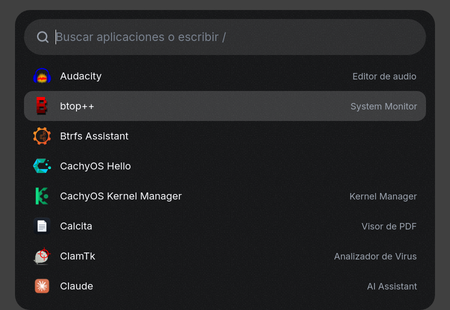 Buscar aplicaciones o escribir /
Audacity Editor de audio
btop++ System Monitor
Btrfs Assistant
CachyOS Hello
CachyOS Kernel Manager Kernel Manager
Calcita Visor de PDF
ClamTk Analizador de Virus
Claude AI Assistant